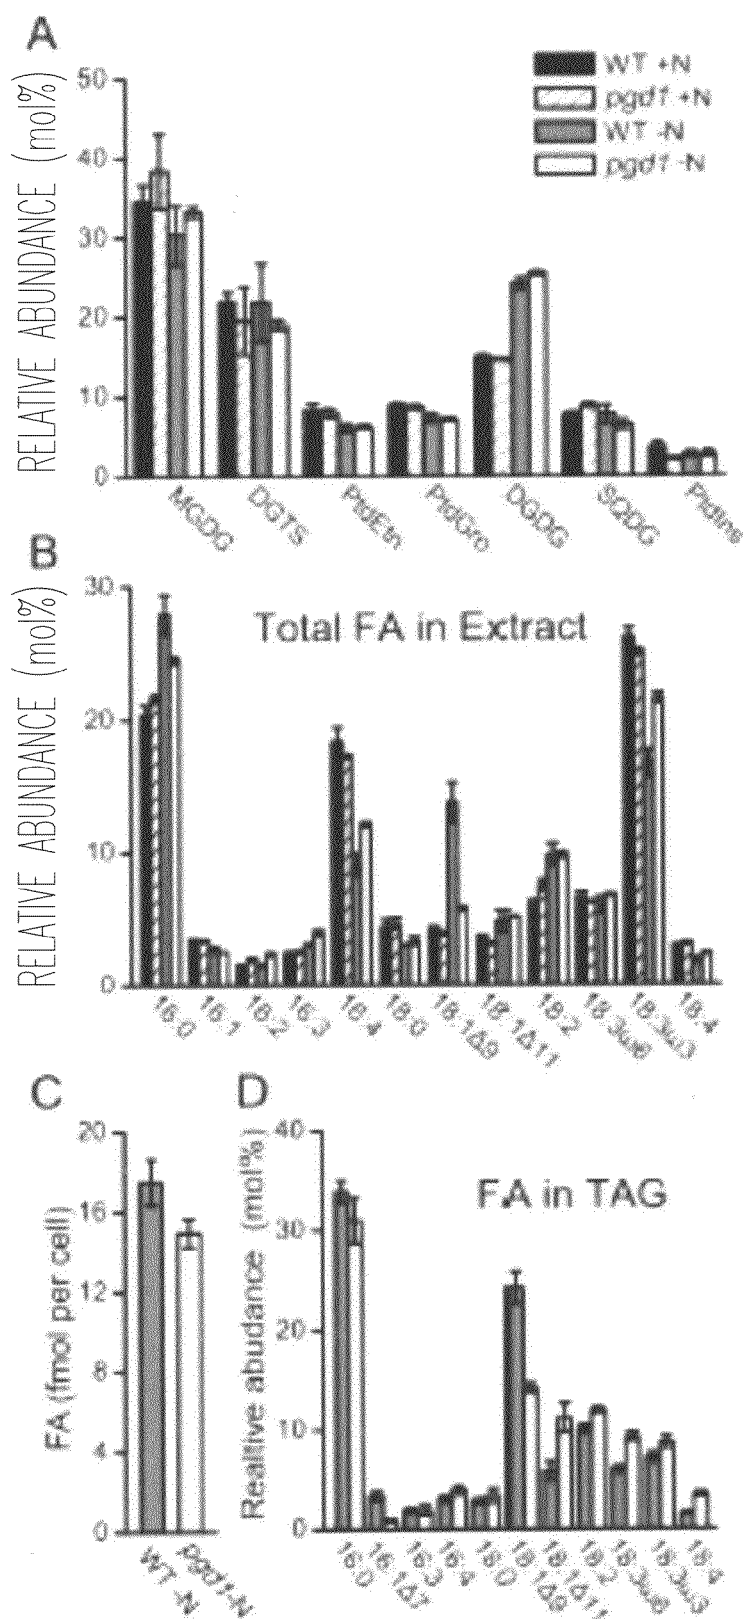 A
RELATIVE ABUNDANCE (mol%)
50
40
30
20
10
0
WT +N
pgd1 +N
WT -N
pgd1 -N
MGDG
DGTS
PtdEtn
PtdGro
DGDG
SQDG
PtdIns
B
RELATIVE ABUNDANCE (mol%)
30
20
10
0
Total FA in Extract
16:0
16:1
16:2
16:3
16:4
18:0
18:1Δ9
18:1Δ11
18:2
18:3ω6
18:3ω3
18:4
C
FA (fmol per cell)
20
16
12
8
4
0
WT -N
pgd1-N
D
Realtive abudance (mol%)
40
30
20
10
0
FA in TAG
16:0
16:1Δ7
16:3
16:4
18:0
18:1Δ9
18:1Δ11
18:2
18:3ω6
18:3ω3
18:4